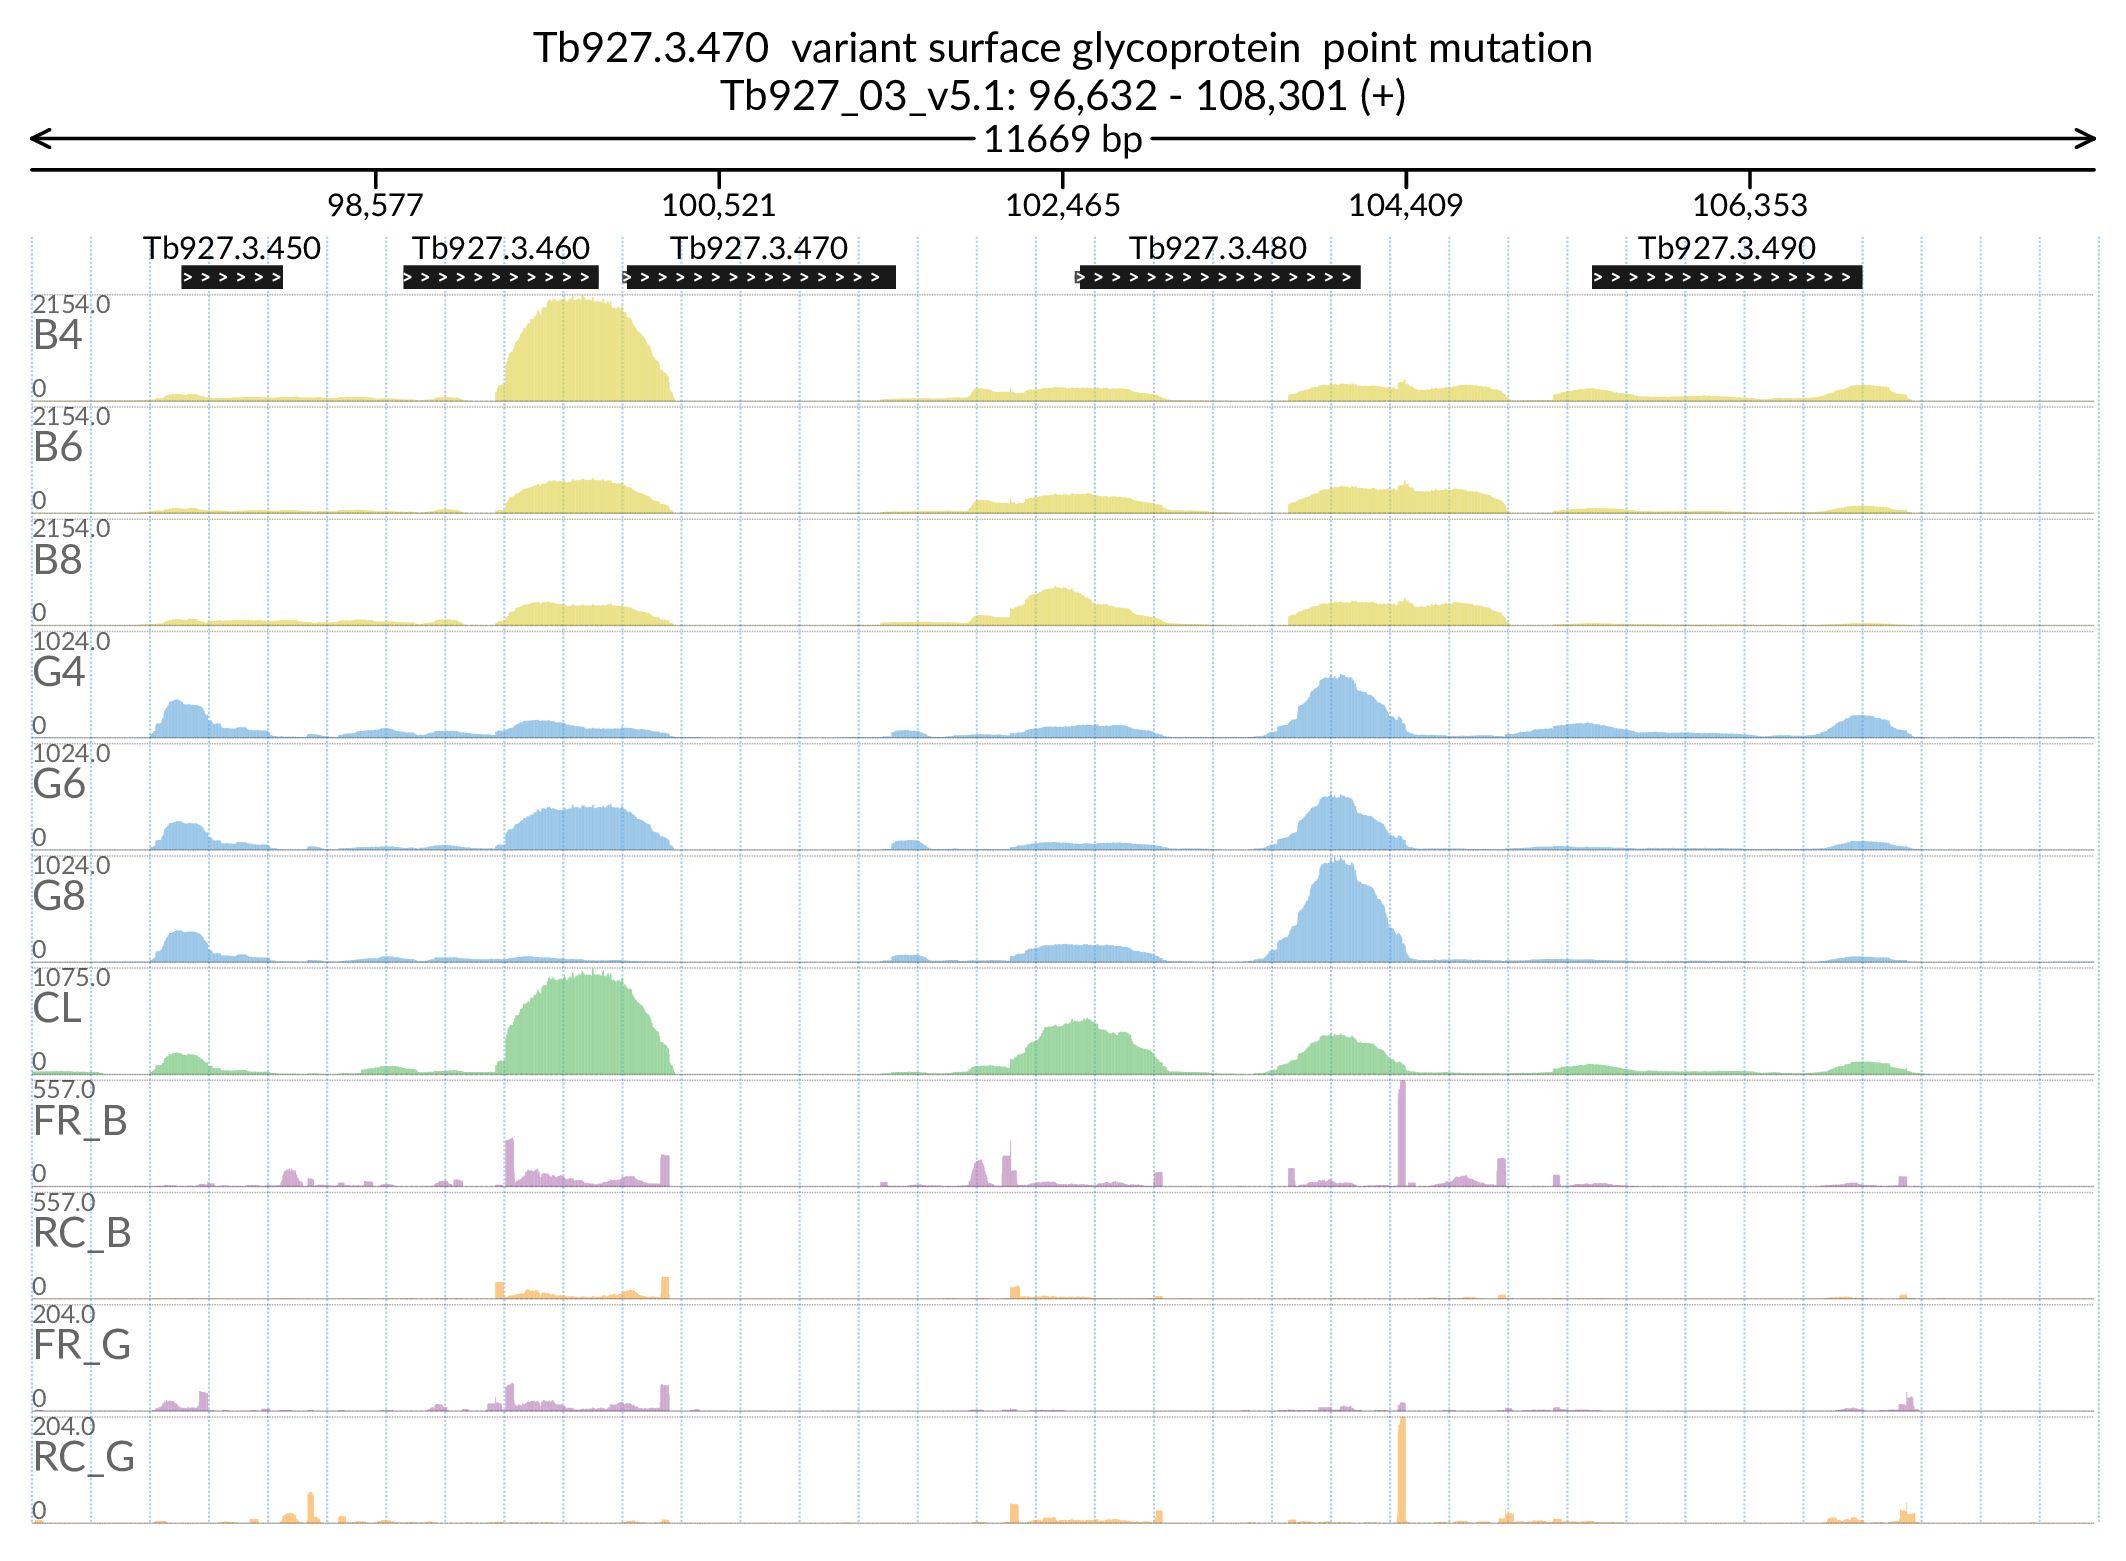 Tb927.3.470  variant surface glycoprotein  point mutation
Tb927_03_v5.1: 96,632 - 108,301 (+)
11669 bp
98,577 100,521 102,465 104,409 106,353
Tb927.3.450 Tb927.3.460 Tb927.3.470 Tb927.3.480 Tb927.3.490
2154.0
B4
0
2154.0
B6
0
2154.0
B8
0
1024.0
G4
0
1024.0
G6
0
1024.0
G8
0
1075.0
CL
0
557.0
FR_B
0
557.0
RC_B
0
204.0
FR_G
0
204.0
RC_G
0